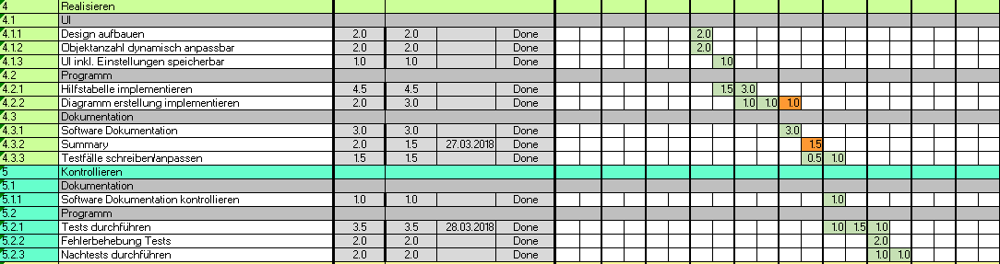 4 Realisieren
4.1 UI
4.1.1 Design aufbauen 2.0 2.0 Done 2.0
4.1.2 Objektanzahl dynamisch anpassbar 2.0 2.0 Done 2.0
4.1.3 UI inkl. Einstellungen speicherbar 1.0 1.0 Done 1.0
4.2 Programm
4.2.1 Hilfstabelle implementieren 4.5 4.5 Done 1.5 3.0
4.2.2 Diagramm erstellung implementieren 2.0 3.0 Done 1.0 1.0 1.0
4.3 Dokumentation
4.3.1 Software Dokumentation 3.0 3.0 Done 3.0
4.3.2 Summary 2.0 1.5 27.03.2018 Done 1.5
4.3.3 Testfälle schreiben/anpassen 1.5 1.5 Done 0.5 1.0
5 Kontrollieren
5.1 Dokumentation
5.1.1 Software Dokumentation kontrollieren 1.0 1.0 Done 1.0
5.2 Programm
5.2.1 Tests durchführen 3.5 3.5 28.03.2018 Done 1.0 1.5 1.0
5.2.2 Fehlerbehebung Tests 2.0 2.0 Done 2.0
5.2.3 Nachtests durchführen 2.0 2.0 Done 1.0 1.0